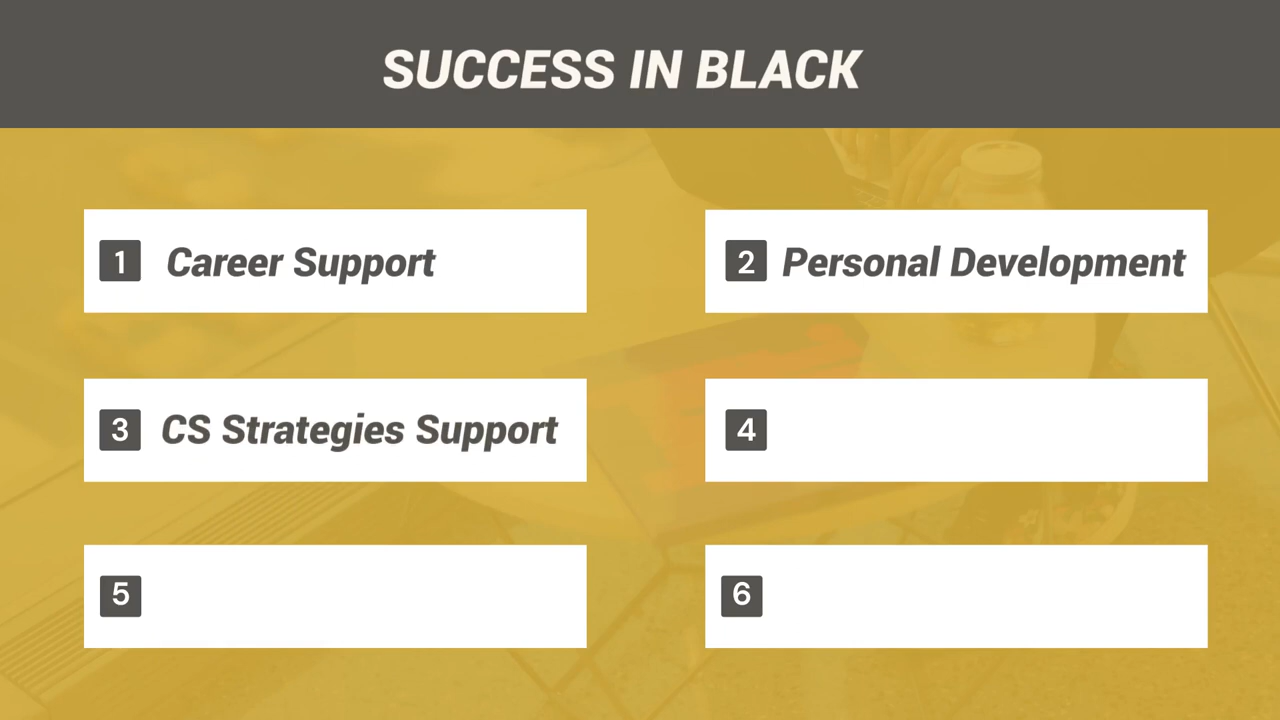 SUCCESS IN BLACK
1 Career Support
2 Personal Development
3 CS Strategies Support
4
5
6